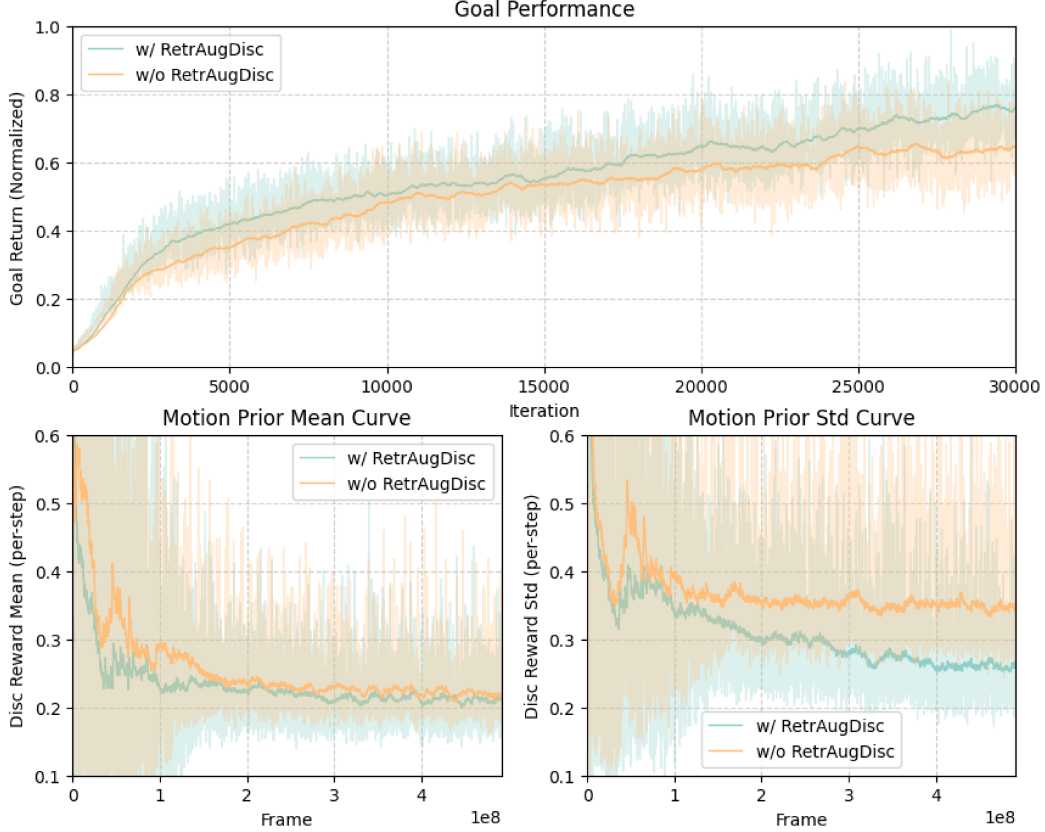 Goal Performance
w/ RetrAugDisc
w/o RetrAugDisc
Goal Return (Normalized)
1.0
0.8
0.6
0.4
0.2
0.0
0 5000 10000 15000 20000 25000 30000
Iteration
Motion Prior Mean Curve
w/ RetrAugDisc
w/o RetrAugDisc
Disc Reward Mean (per-step)
0.6
0.5
0.4
0.3
0.2
0.1
0 1 2 3 4
1e8
Frame
Motion Prior Std Curve
Disc Reward Std (per-step)
0.6
0.5
0.4
0.3
0.2
0.1
w/ RetrAugDisc
w/o RetrAugDisc
0 1 2 3 4
1e8
Frame